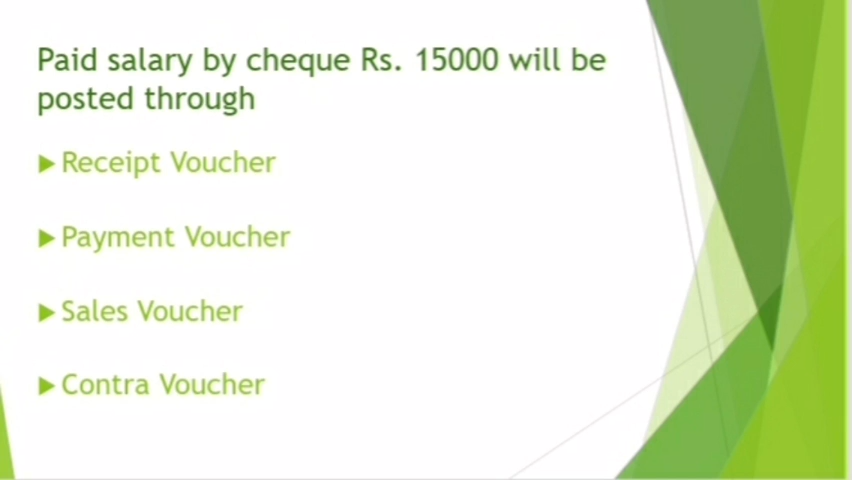 Paid salary by cheque Rs. 15000 will be
posted through
Receipt Voucher
Payment Voucher
Sales Voucher
Contra Voucher